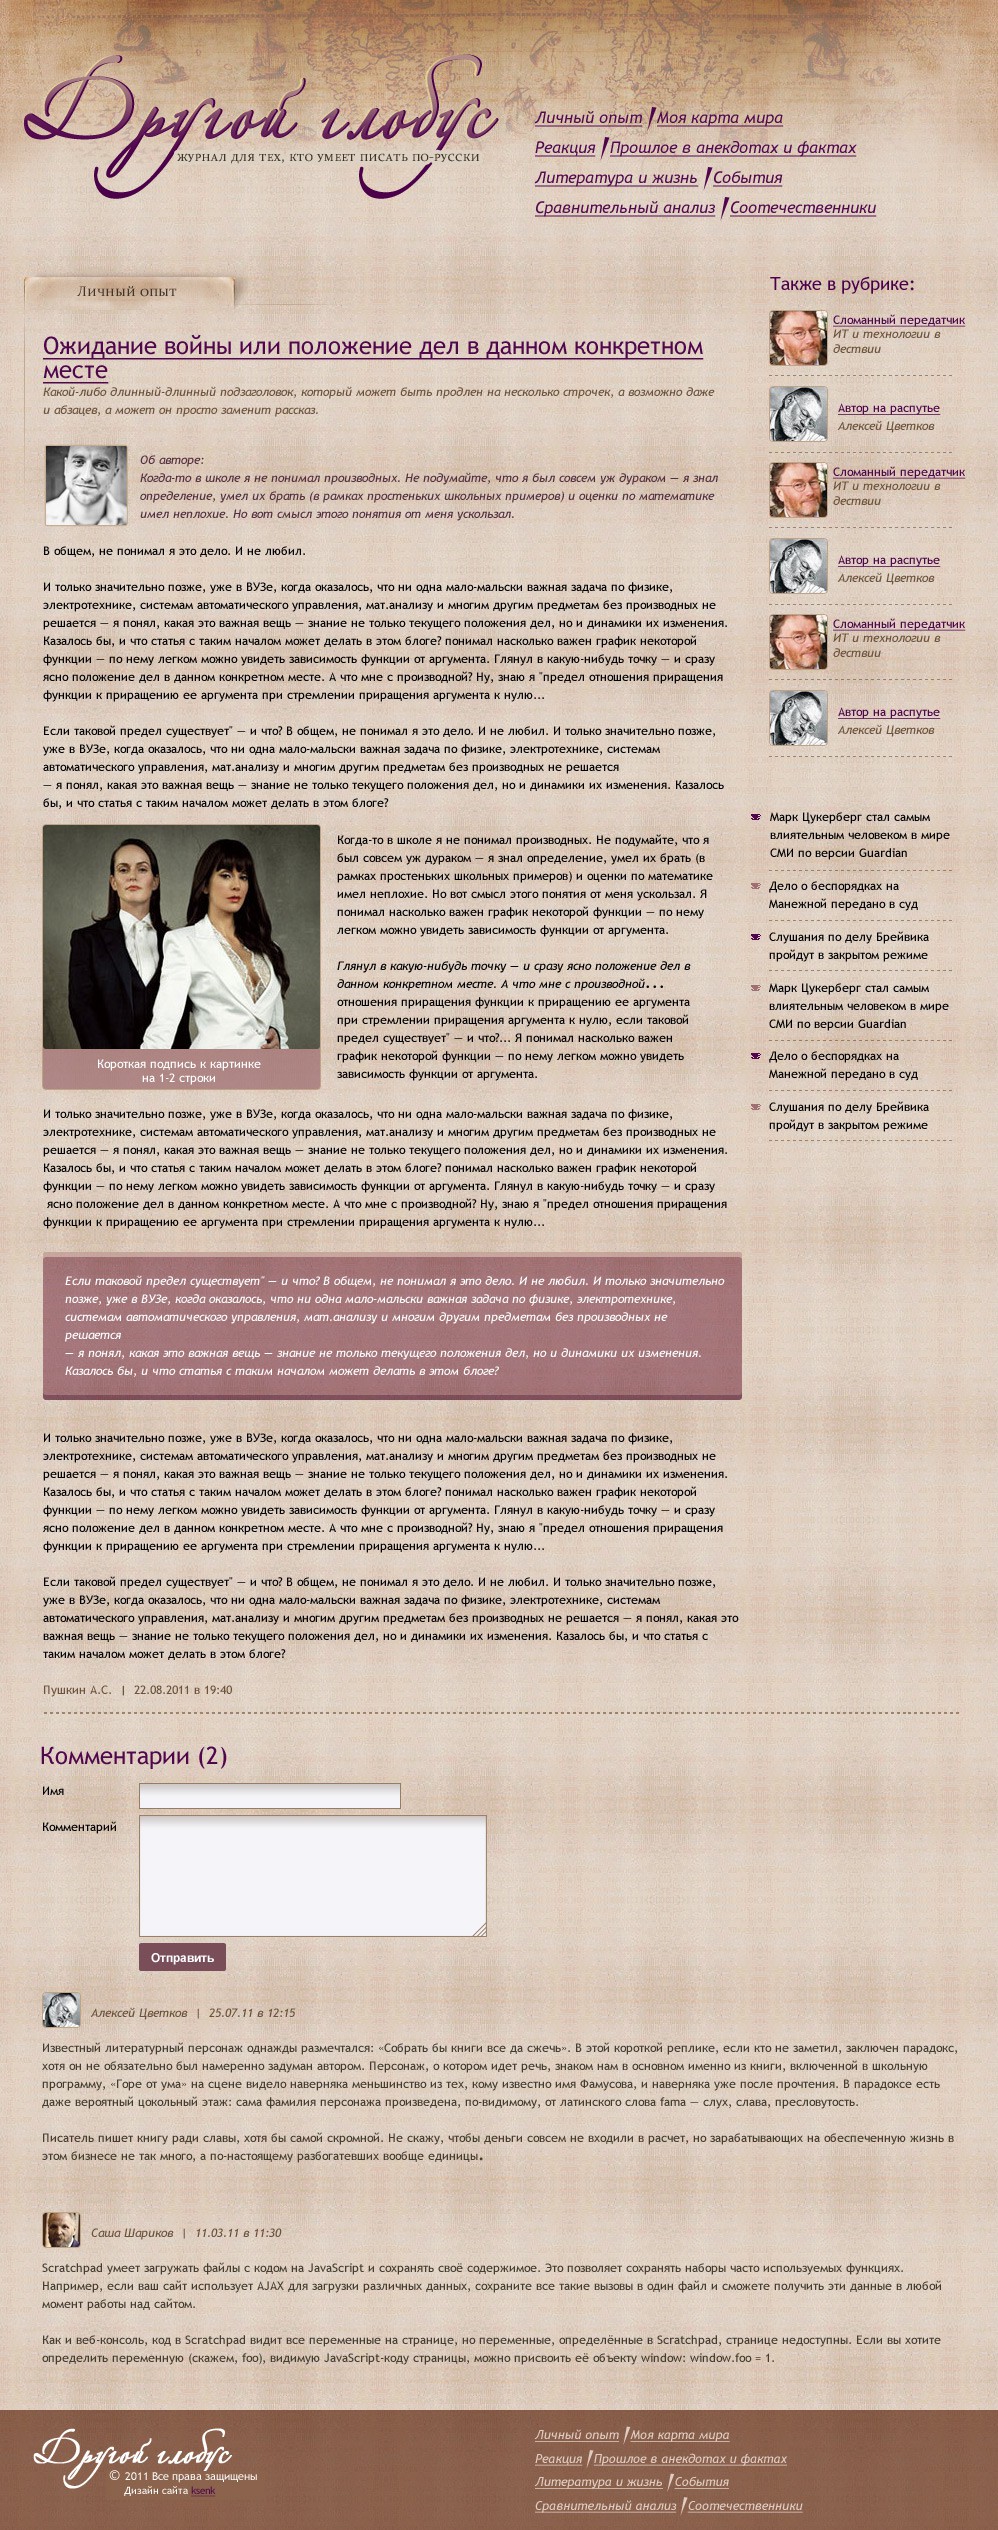 Другой глобус
ЖУРНАЛ ДЛЯ ТЕХ, КТО УМЕЕТ ПИСАТЬ ПО-РУССКИ
Личный опыт / Моя карта мира
Реакция / Прошлое в анекдотах и фактах
Литература и жизнь / События
Сравнительный анализ / Соотечественники
Личный опыт
Ожидание войны или положение дел в данном конкретном
месте
Какой-либо длинный-длинный подзаголовок, который может быть продлен на несколько строчек, а возможно даже
и абзацев, а может он просто заменит рассказ.
Об авторе:
Когда-то в школе я не понимал производных. Не подумайте, что я был совсем уж дураком — я знал
определение, умел их брать (в рамках простеньких школьных примеров) и оценки по математике
имел неплохие. Но вот смысл этого понятия от меня ускользал.
В общем, не понимал я это дело. И не любил.
И только значительно позже, уже в ВУЗе, когда оказалось, что ни одна мало-мальски важная задача по физике,
электротехнике, системам автоматического управления, мат.анализу и многим другим предметам без производных не
решается — я понял, какая это важная вещь — знание не только текущего положения дел, но и динамики их изменения.
Казалось бы, и что статья с таким началом может делать в этом блоге? понимал насколько важен график некоторой
функции — по нему легком можно увидеть зависимость функции от аргумента. Глянул в какую-нибудь точку — и сразу
ясно положение дел в данном конкретном месте. А что мне с производной? Ну, знаю я "предел отношения приращения
функции к приращению ее аргумента при стремлении приращения аргумента к нулю...
Если таковой предел существует" — и что? В общем, не понимал я это дело. И не любил. И только значительно позже,
уже в ВУЗе, когда оказалось, что ни одна мало-мальски важная задача по физике, электротехнике, системам
автоматического управления, мат.анализу и многим другим предметам без производных не решается
— я понял, какая это важная вещь — знание не только текущего положения дел, но и динамики их изменения. Казалось
бы, и что статья с таким началом может делать в этом блоге?
Короткая подпись к картинке
на 1-2 строки
Когда-то в школе я не понимал производных. Не подумайте, что я
был совсем уж дураком — я знал определение, умел их брать (в
рамках простеньких школьных примеров) и оценки по математике
имел неплохие. Но вот смысл этого понятия от меня ускользал. Я
понимал насколько важен график некоторой функции — по нему
легком можно увидеть зависимость функции от аргумента.
Глянул в какую-нибудь точку — и сразу ясно положение дел в
данном конкретном месте. А что мне с производной...
отношения приращения функции к приращению ее аргумента
при стремлении приращения аргумента к нулю, если таковой
предел существует" — и что?... Я понимал насколько важен
график некоторой функции — по нему легком можно увидеть
зависимость функции от аргумента.
И только значительно позже, уже в ВУЗе, когда оказалось, что ни одна мало-мальски важная задача по физике,
электротехнике, системам автоматического управления, мат.анализу и многим другим предметам без производных не
решается — я понял, какая это важная вещь — знание не только текущего положения дел, но и динамики их изменения.
Казалось бы, и что статья с таким началом может делать в этом блоге? понимал насколько важен график некоторой
функции — по нему легком можно увидеть зависимость функции от аргумента. Глянул в какую-нибудь точку — и сразу
ясно положение дел в данном конкретном месте. А что мне с производной? Ну, знаю я "предел отношения приращения
функции к приращению ее аргумента при стремлении приращения аргумента к нулю...
Если таковой предел существует" — и что? В общем, не понимал я это дело. И не любил. И только значительно
позже, уже в ВУЗе, когда оказалось, что ни одна мало-мальски важная задача по физике, электротехнике,
системам автоматического управления, мат.анализу и многим другим предметам без производных не
решается
— я понял, какая это важная вещь — знание не только текущего положения дел, но и динамики их изменения.
Казалось бы, и что статья с таким началом может делать в этом блоге?
И только значительно позже, уже в ВУЗе, когда оказалось, что ни одна мало-мальски важная задача по физике,
электротехнике, системам автоматического управления, мат.анализу и многим другим предметам без производных не
решается — я понял, какая это важная вещь — знание не только текущего положения дел, но и динамики их изменения.
Казалось бы, и что статья с таким началом может делать в этом блоге? понимал насколько важен график некоторой
функции — по нему легком можно увидеть зависимость функции от аргумента. Глянул в какую-нибудь точку — и сразу
ясно положение дел в данном конкретном месте. А что мне с производной? Ну, знаю я "предел отношения приращения
функции к приращению ее аргумента при стремлении приращения аргумента к нулю...
Если таковой предел существует" — и что? В общем, не понимал я это дело. И не любил. И только значительно позже,
уже в ВУЗе, когда оказалось, что ни одна мало-мальски важная задача по физике, электротехнике, системам
автоматического управления, мат.анализу и многим другим предметам без производных не решается — я понял, какая это
важная вещь — знание не только текущего положения дел, но и динамики их изменения. Казалось бы, и что статья с
таким началом может делать в этом блоге?
Пушкин А.С. | 22.08.2011 в 19:40
Также в рубрике:
Сломанный передатчик
ИТ и технологии в
дествии
Автор на распутье
Алексей Цветков
Сломанный передатчик
ИТ и технологии в
дествии
Автор на распутье
Алексей Цветков
Сломанный передатчик
ИТ и технологии в
дествии
Автор на распутье
Алексей Цветков
Марк Цукерберг стал самым
влиятельным человеком в мире
СМИ по версии Guardian
Дело о беспорядках на
Манежной передано в суд
Слушания по делу Брейвика
пройдут в закрытом режиме
Марк Цукерберг стал самым
влиятельным человеком в мире
СМИ по версии Guardian
Дело о беспорядках на
Манежной передано в суд
Слушания по делу Брейвика
пройдут в закрытом режиме
Комментарии (2)
Имя
Комментарий
Отправить
Алексей Цветков | 25.07.11 в 12:15
Известный литературный персонаж однажды размечтался: «Собрать бы книги все да сжечь». В этой короткой реплике, если кто не заметил, заключен парадокс,
хотя он не обязательно был намеренно задуман автором. Персонаж, о котором идет речь, знаком нам в основном именно из книги, включенной в школьную
программу, «Горе от ума» на сцене видело наверняка меньшинство из тех, кому известно имя Фамусова, и наверняка уже после прочтения. В парадоксе есть
даже вероятный цокольный этаж: сама фамилия персонажа произведена, по-видимому, от латинского слова fama — слух, слава, пресловутость.
Писатель пишет книгу ради славы, хотя бы самой скромной. Не скажу, чтобы деньги совсем не входили в расчет, но зарабатывающих на обеспеченную жизнь в
этом бизнесе не так много, а по-настоящему разбогатевших вообще единицы.
Саша Шариков | 11.03.11 в 11:30
Scratchpad умеет загружать файлы с кодом на JavaScript и сохранять своё содержимое. Это позволяет сохранять наборы часто используемых функциях.
Например, если ваш сайт использует AJAX для загрузки различных данных, сохраните все такие вызовы в один файл и сможете получить эти данные в любой
момент работы над сайтом.
Как и веб-консоль, код в Scratchpad видит все переменные на странице, но переменные, определённые в Scratchpad, странице недоступны. Если вы хотите
определить переменную (скажем, foo), видимую JavaScript-коду страницы, можно присвоить её объекту window: window.foo = 1.
Другой глобус
© 2011 Все права защищены
Дизайн сайта ksenk
Личный опыт / Моя карта мира
Реакция / Прошлое в анекдотах и фактах
Литература и жизнь / События
Сравнительный анализ / Соотечественники